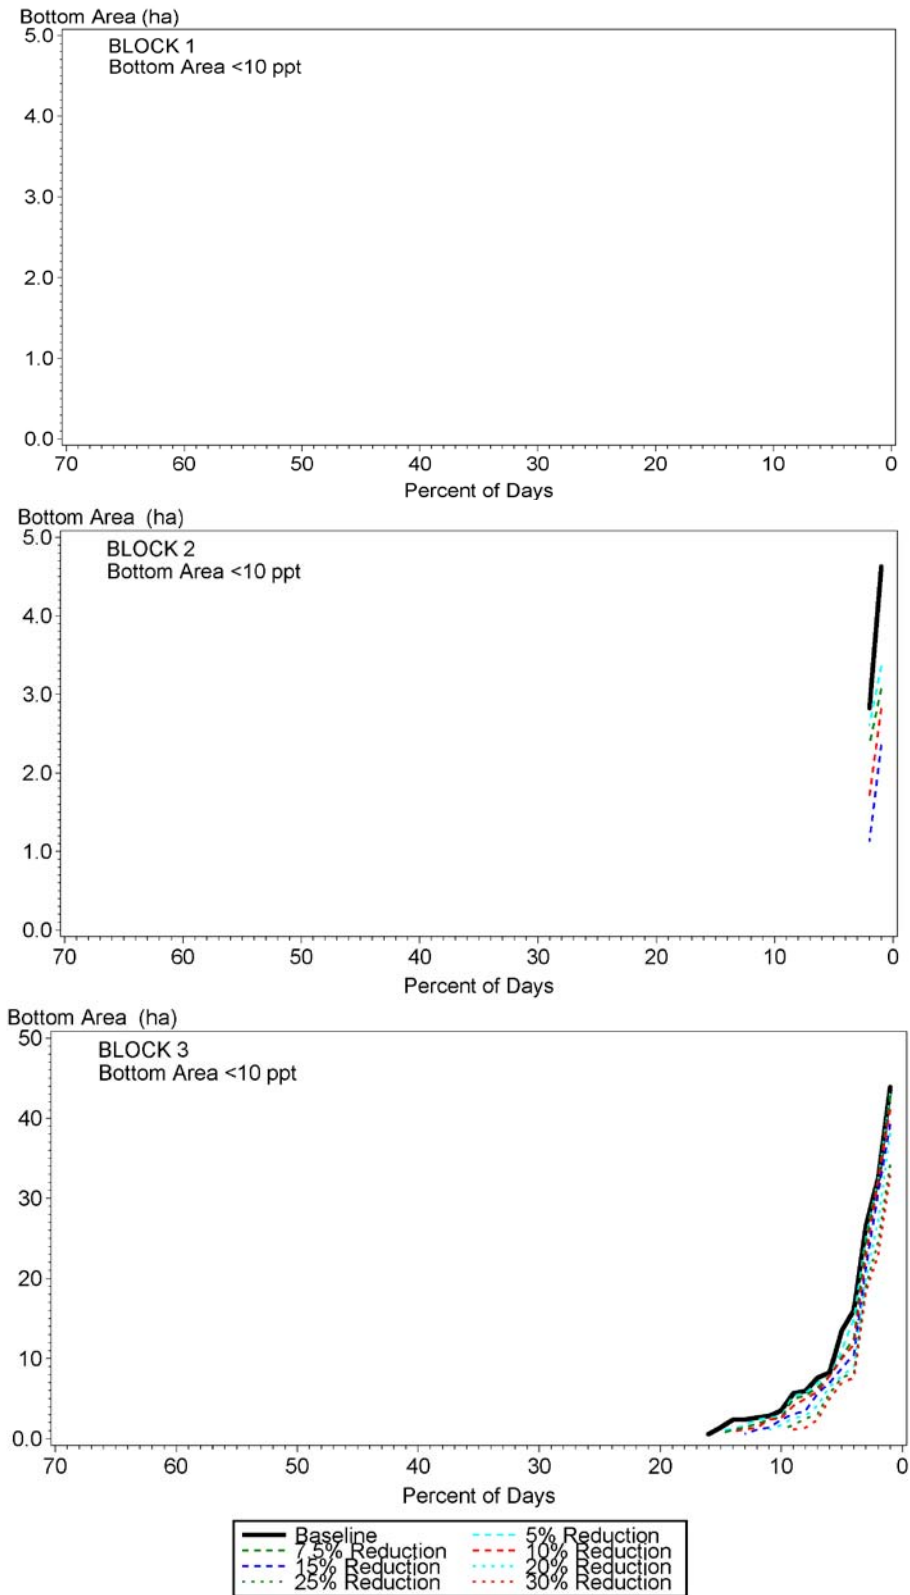 Bottom Area (ha)
BLOCK 1
Bottom Area <10 ppt
5.0
4.0
3.0
2.0
1.0
0.0
70 60 50 40 30 20 10 0
Percent of Days
Bottom Area (ha)
BLOCK 2
Bottom Area <10 ppt
5.0
4.0
3.0
2.0
1.0
0.0
70 60 50 40 30 20 10 0
Percent of Days
Bottom Area (ha)
BLOCK 3
Bottom Area <10 ppt
50
40
30
20
10
0.0
70 60 50 40 30 20 10 0
Percent of Days
Baseline 5% Reduction
7.5% Reduction 10% Reduction
15% Reduction 20% Reduction
25% Reduction 30% Reduction